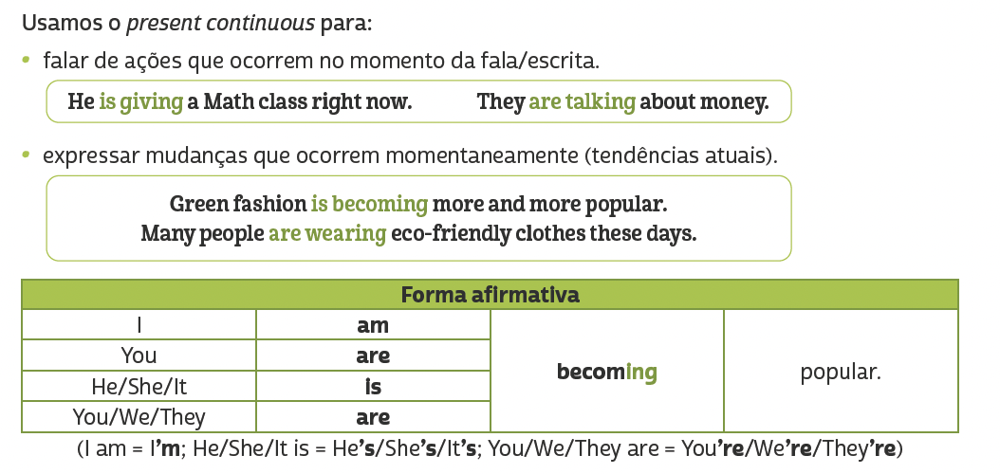 Usamos o present continuous para:
• falar de ações que ocorrem no momento da fala/escrita.
He is giving a Math class right now. They are talking about money.
• expressar mudanças que ocorrem momentaneamente (tendências atuais).
Green fashion is becoming more and more popular.
Many people are wearing eco-friendly clothes these days.
Forma afirmativa
I am
You are
becoming popular.
He/She/It is
You/We/They are
(I am = I’m; He/She/It is = He’s/She’s/It’s; You/We/They are = You’re/We’re/They’re)